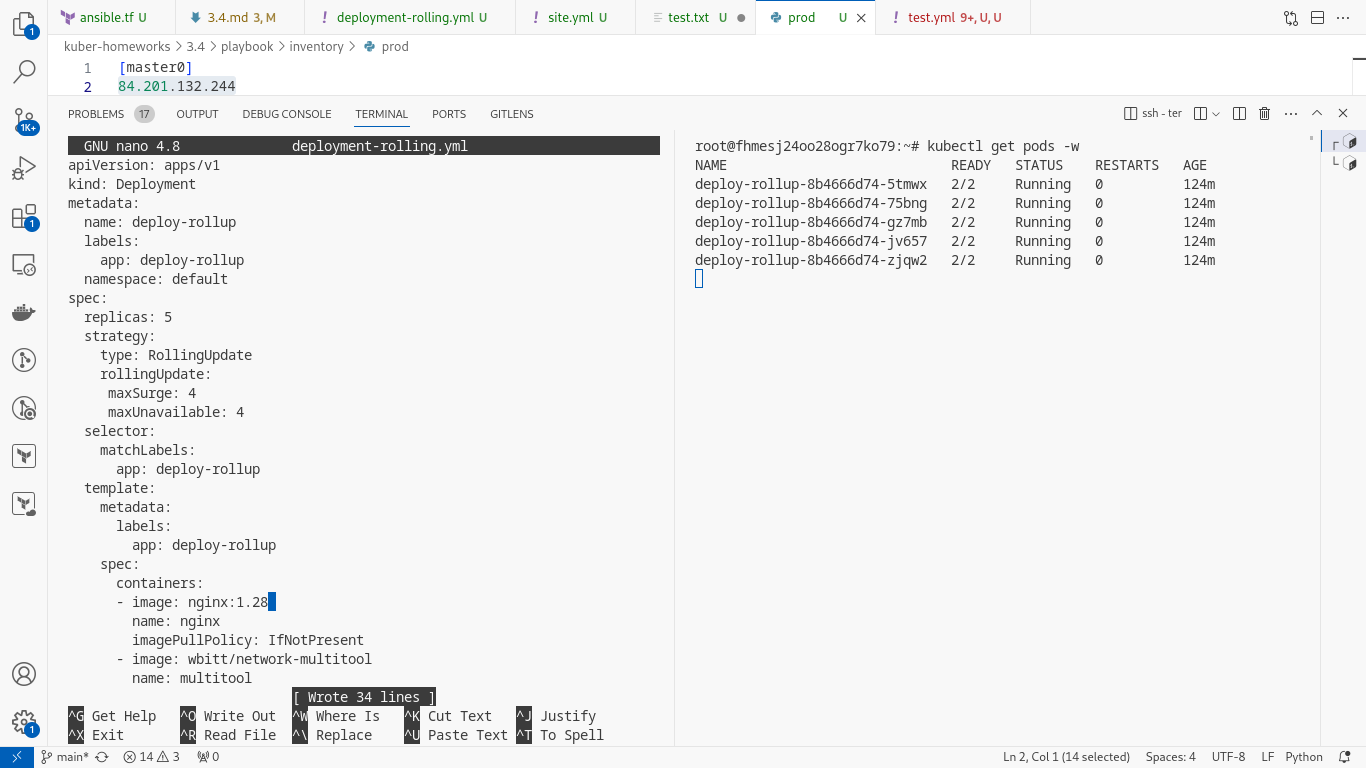 ansible.tf U
3.4.md 3, M
! deployment-rolling.yml U
! site.yml U
test.txt U
prod U
! test.yml 9+, U, U
kuber-homeworks > 3.4 > playbook > inventory > prod
1 [master0]
2 84.201.132.244
PROBLEMS 17 OUTPUT DEBUG CONSOLE TERMINAL PORTS GITLENS
ssh - ter
GNU nano 4.8 deployment-rolling.yml
apiVersion: apps/v1
kind: Deployment
metadata:
name: deploy-rollup
labels:
app: deploy-rollup
namespace: default
spec:
replicas: 5
strategy:
type: RollingUpdate
rollingUpdate:
maxSurge: 4
maxUnavailable: 4
selector:
matchLabels:
app: deploy-rollup
template:
metadata:
labels:
app: deploy-rollup
spec:
containers:
- image: nginx:1.28
name: nginx
imagePullPolicy: IfNotPresent
- image: wbitt/network-multitool
name: multitool
[ Wrote 34 lines ]
^G Get Help ^O Write Out ^W Where Is ^K Cut Text ^J Justify
^X Exit ^R Read File ^\ Replace ^U Paste Text ^T To Spell
root@fhmesj24oo28ogr7ko79:~# kubectl get pods -w
NAME READY STATUS RESTARTS AGE
deploy-rollup-8b4666d74-5tmwx 2/2 Running 0 124m
deploy-rollup-8b4666d74-75bng 2/2 Running 0 124m
deploy-rollup-8b4666d74-gz7mb 2/2 Running 0 124m
deploy-rollup-8b4666d74-jv657 2/2 Running 0 124m
deploy-rollup-8b4666d74-zjqw2 2/2 Running 0 124m
1
1K+
1
1
main* 14 3 0
Ln 2, Col 1 (14 selected) Spaces: 4 UTF-8 LF Python